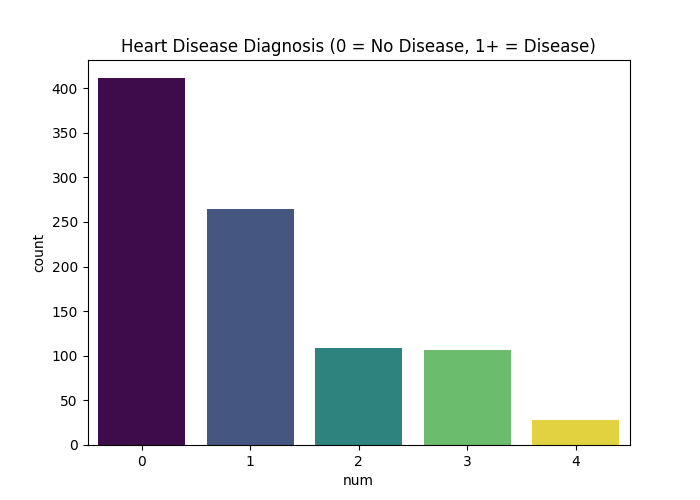 Heart Disease Diagnosis (0 = No Disease, 1+ = Disease)
400
350
300
250
200
150
100
50
0
count
0 1 2 3 4
num